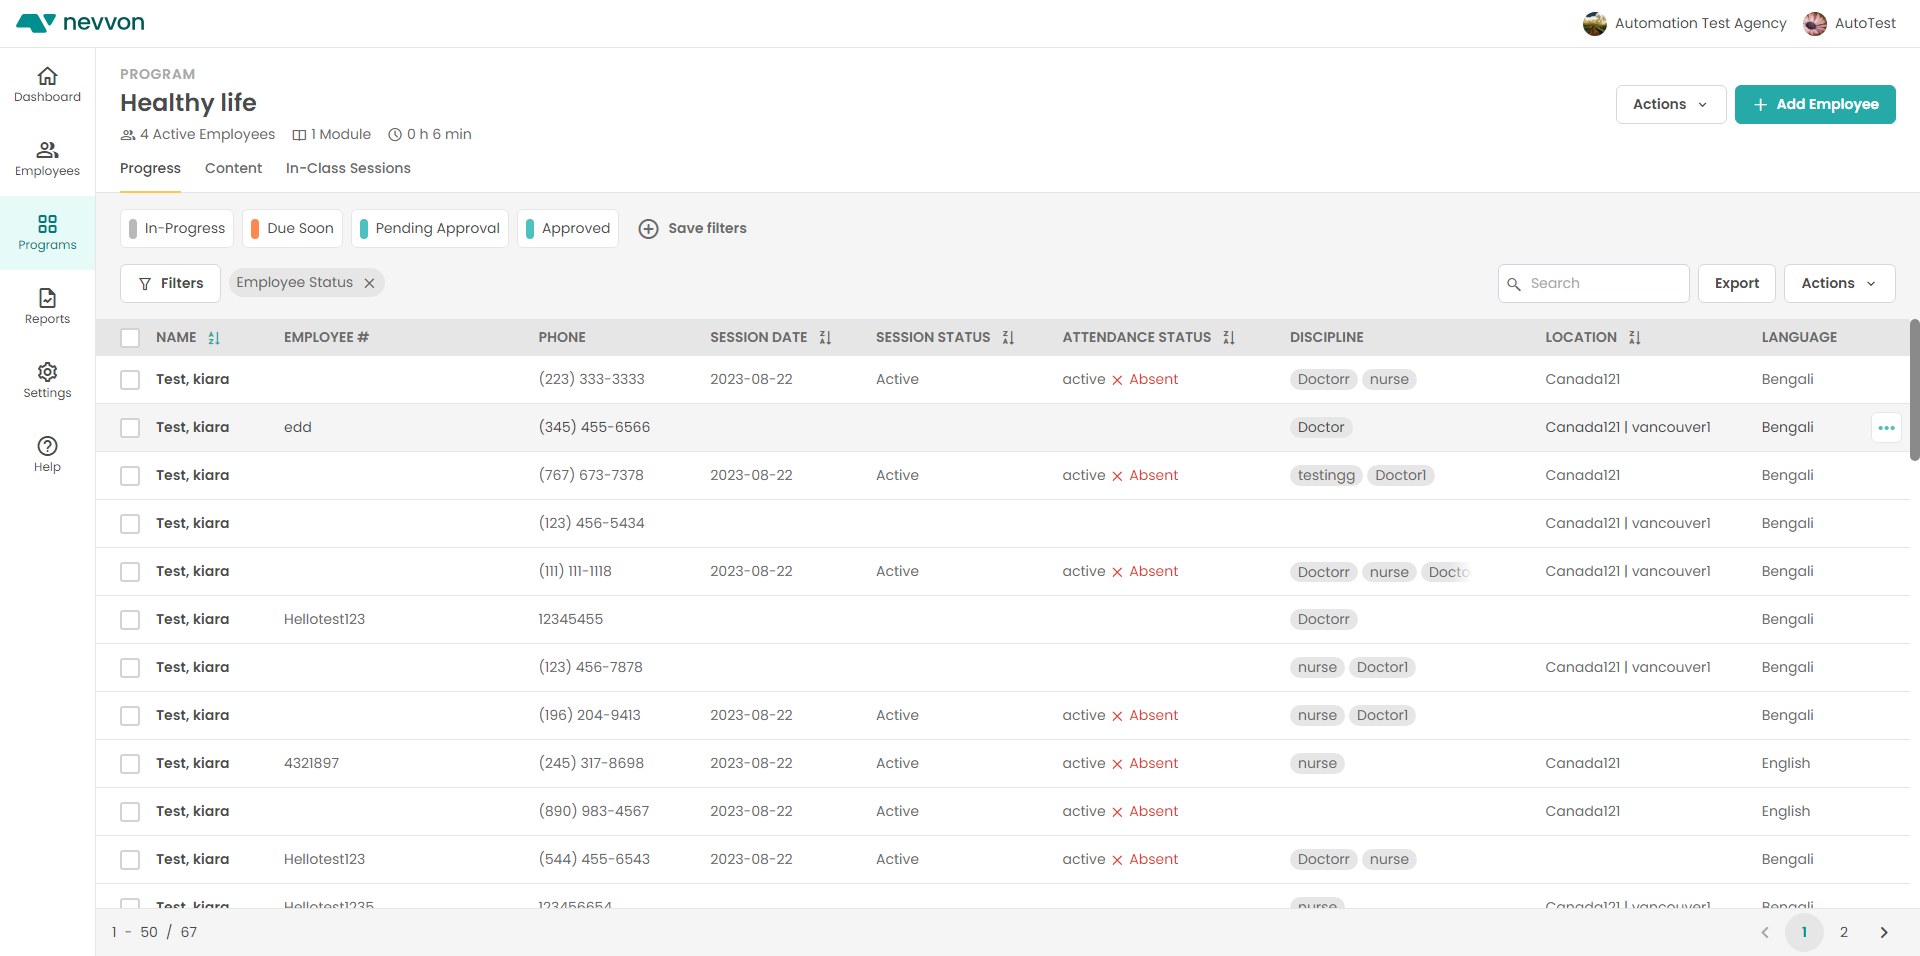 nevvon
Automation Test Agency AutoTest
Dashboard
Employees
Programs
Reports
Settings
Help
PROGRAM
Healthy life
4 Active Employees 1 Module 0 h 6 min
Actions + Add Employee
Progress Content In-Class Sessions
In-Progress Due Soon Pending Approval Approved Save filters
Filters Employee Status Search Export Actions
NAME EMPLOYEE # PHONE SESSION DATE SESSION STATUS ATTENDANCE STATUS DISCIPLINE LOCATION LANGUAGE
Test, kiara (223) 333-3333 2023-08-22 Active active Absent Doctorr nurse Canada121 Bengali
Test, kiara edd (345) 455-6566 Doctor Canada121 | vancouver1 Bengali
Test, kiara (767) 673-7378 2023-08-22 Active active Absent testingg Doctor1 Canada121 Bengali
Test, kiara (123) 456-5434 Canada121 | vancouver1 Bengali
Test, kiara (111) 111-1118 2023-08-22 Active active Absent Doctorr nurse Docto Canada121 | vancouver1 Bengali
Test, kiara Hellotest123 12345455 Doctorr Bengali
Test, kiara (123) 456-7878 nurse Doctor1 Canada121 | vancouver1 Bengali
Test, kiara (196) 204-9413 2023-08-22 Active active Absent nurse Doctor1 Bengali
Test, kiara 4321897 (245) 317-8698 2023-08-22 Active active Absent nurse Canada121 English
Test, kiara (890) 983-4567 2023-08-22 Active active Absent Canada121 English
Test, kiara Hellotest123 (544) 455-6543 2023-08-22 Active active Absent Doctorr nurse Bengali
Test, kiara Hellotest1235 123456654 nurse Canada121 | vancouver1 Bengali
1 - 50 / 67 1 2